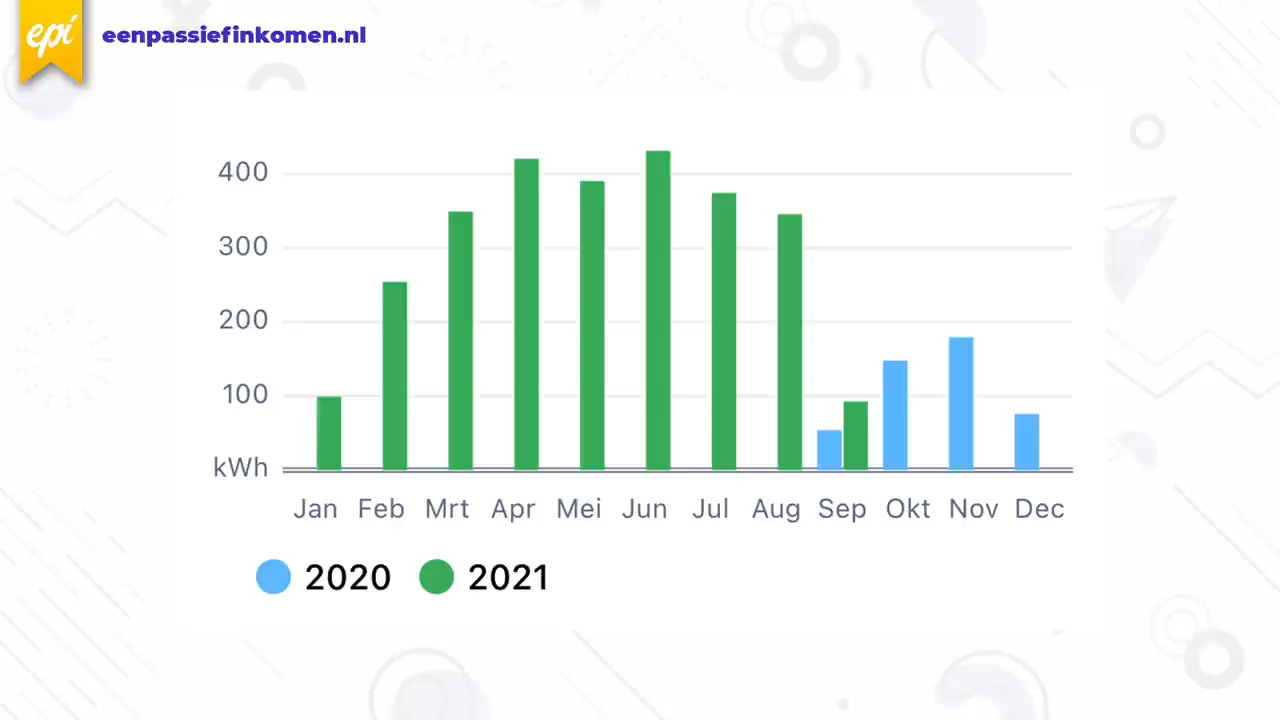 epi
eenpassiefinkomen.nl
400
300
200
100
kWh
Jan Feb Mrt Apr Mei Jun Jul Aug Sep Okt Nov Dec
2020 2021